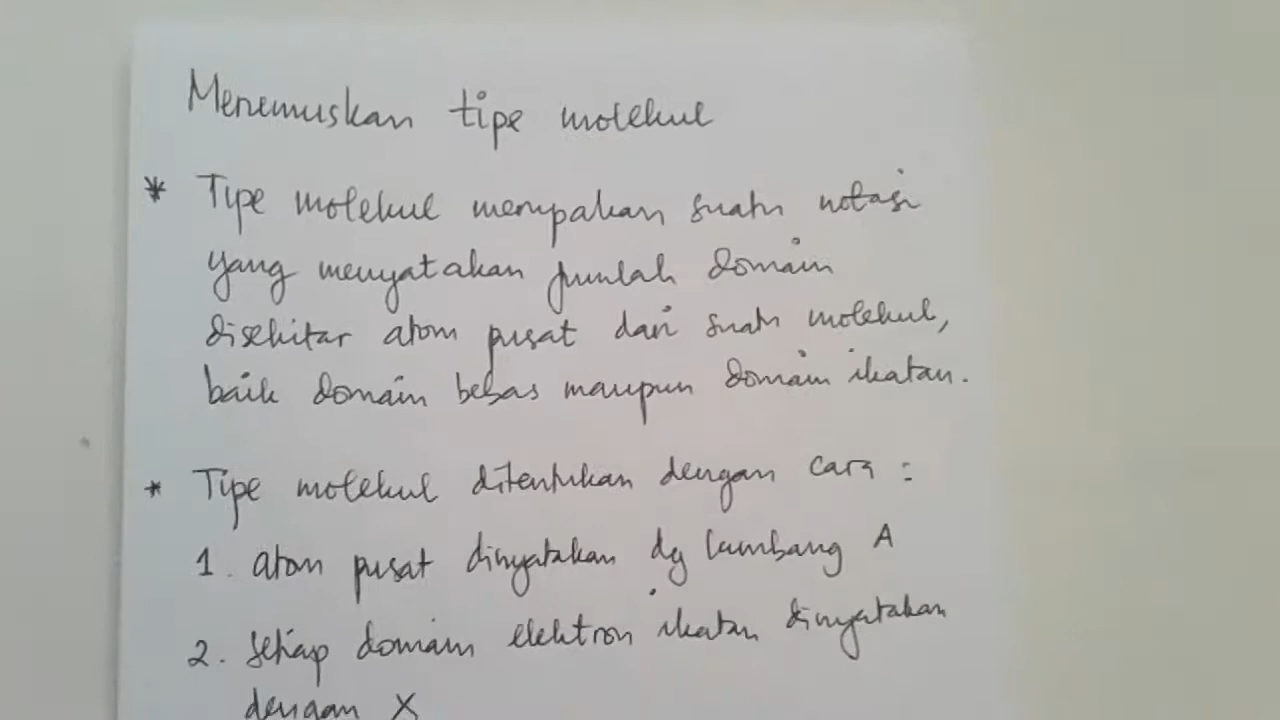 Merumuskan tipe molekul
* Tipe molekul merupakan suatu notasi
yang menyatakan jumlah domain
disekitar atom pusat dari suatu molekul,
baik domain bebas maupun domain ikatan.
* Tipe molekul ditentukan dengan cara :
1. atom pusat dinyatakan dg lambang A
2. setiap domain elektron ikatan dinyatakan
dengan X